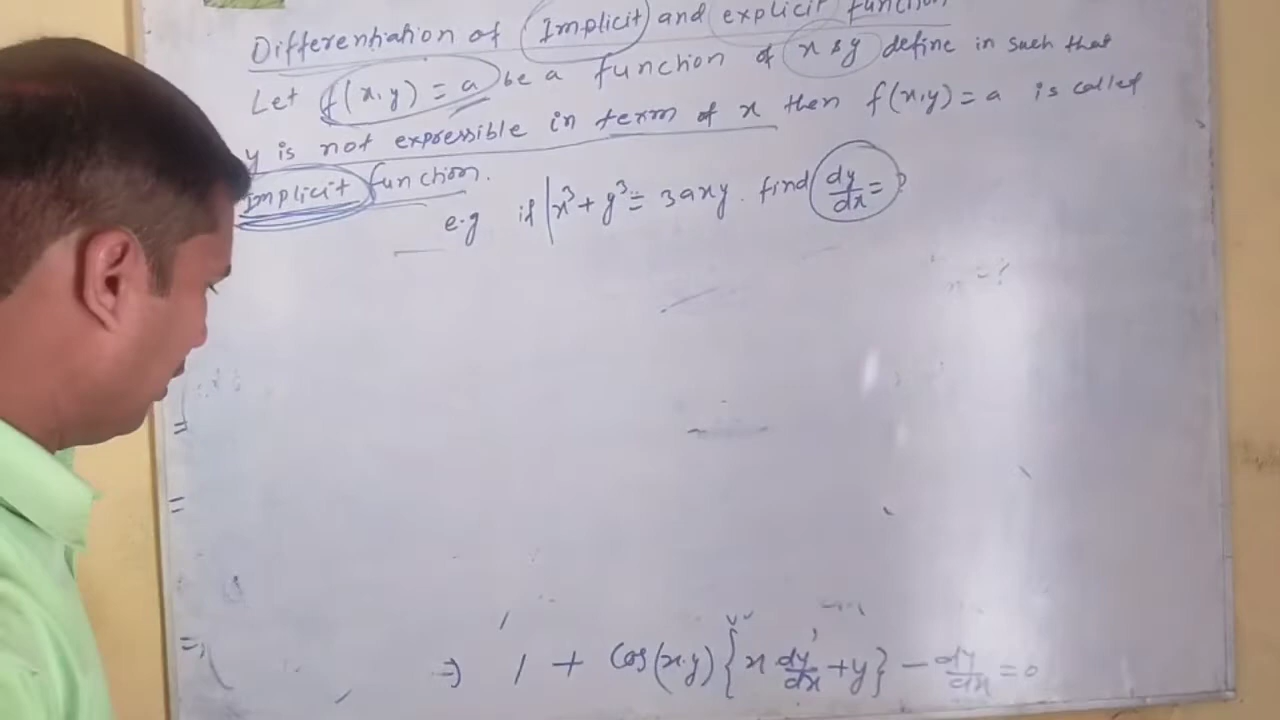 Differentiation of Implicit and explicit function
Let f(x,y) = a be a function of x & y define in such that
y is not expressible in term of x then f(x,y) = a is called
Implicit function.
e.g if x³ + y³ = 3axy. find dy/dx = ?
⇒ 1 + Cos(x.y) {x dy/dx + y} - dy/dx = 0